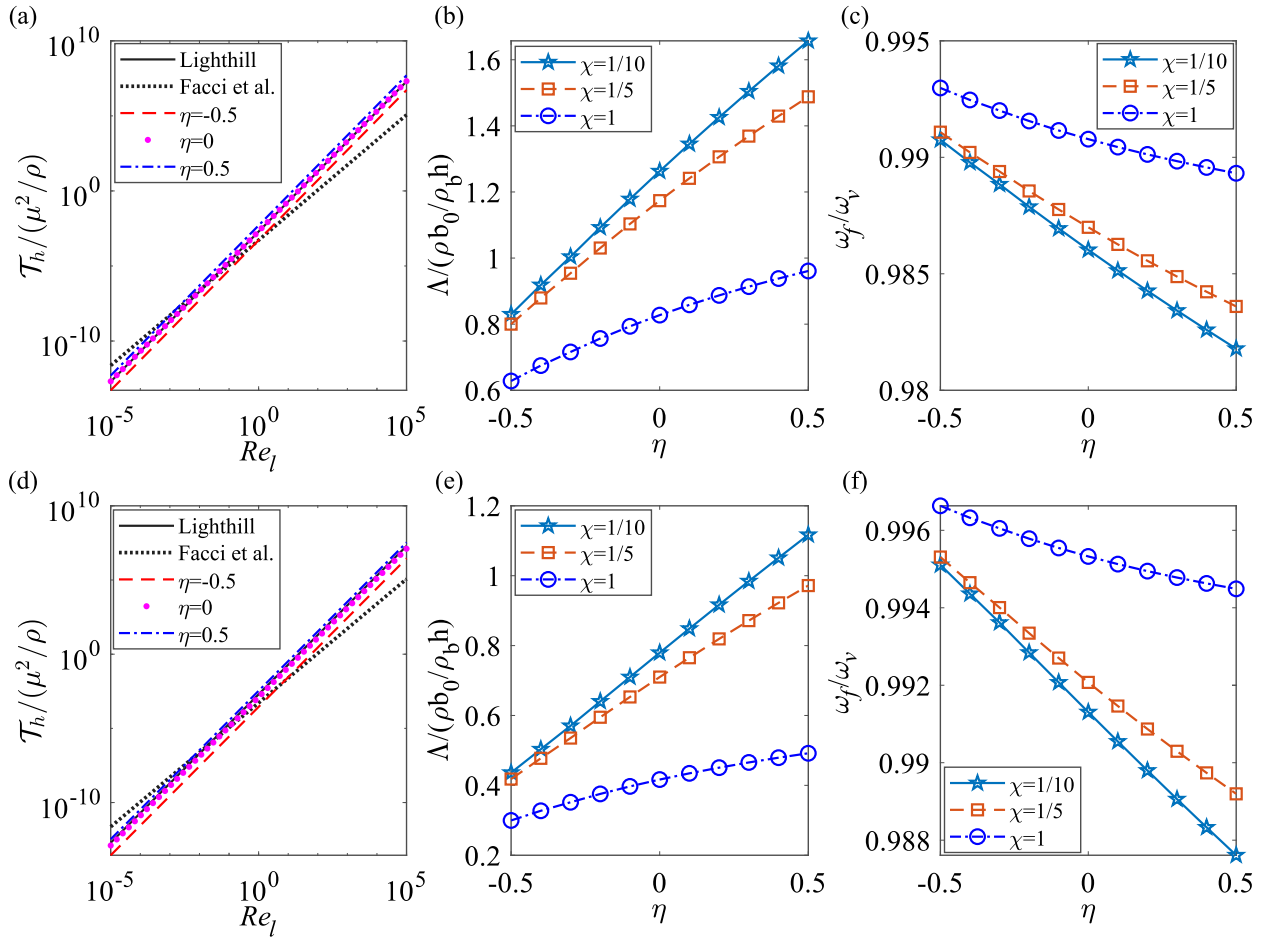 (a)
10^10
10^0
10^-10
𝒯_h/(μ^2/ρ)
Lighthill
Facci et al.
η=-0.5
η=0
η=0.5
10^-5
10^0
10^5
Re_l
(b)
1.6
1.4
1.2
1
0.8
0.6
Λ/(ρb_0/ρ_bh)
χ=1/10
χ=1/5
χ=1
-0.5
0
0.5
η
(c)
0.995
0.99
0.985
0.98
ω_f/ω_v
χ=1/10
χ=1/5
χ=1
-0.5
0
0.5
η
(d)
10^10
10^0
10^-10
𝒯_h/(μ^2/ρ)
Lighthill
Facci et al.
η=-0.5
η=0
η=0.5
10^-5
10^0
10^5
Re_l
(e)
1.2
1
0.8
0.6
0.4
0.2
Λ/(ρb_0/ρ_bh)
χ=1/10
χ=1/5
χ=1
-0.5
0
0.5
η
(f)
0.996
0.994
0.992
0.99
0.988
ω_f/ω_v
χ=1/10
χ=1/5
χ=1
-0.5
0
0.5
η